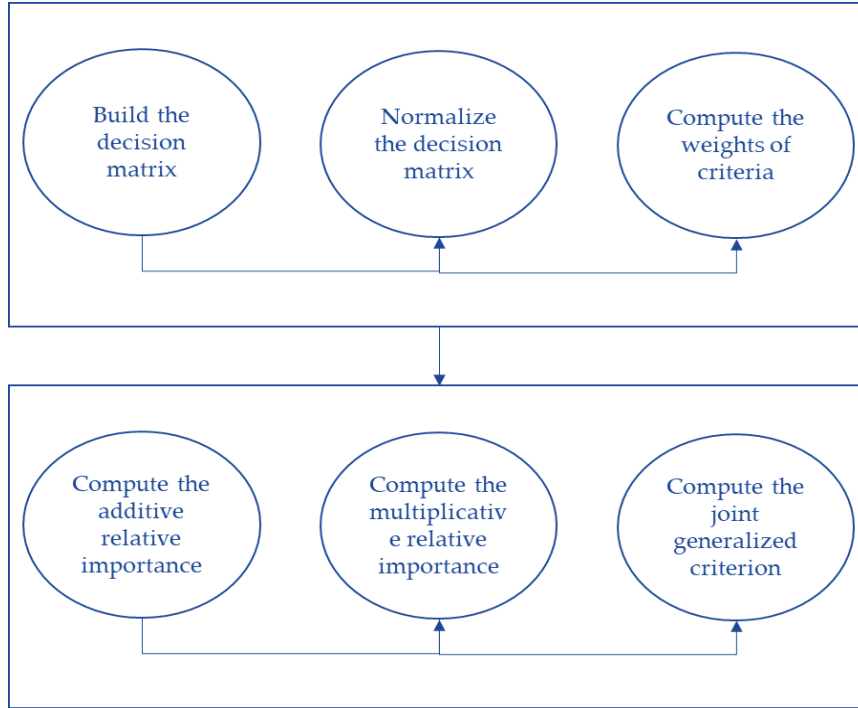 Build the
decision
matrix
Normalize
the decision
matrix
Compute the
weights of
criteria
Compute the
additive
relative
importance
Compute the
multiplicativ
e relative
importance
Compute the
joint
generalized
criterion